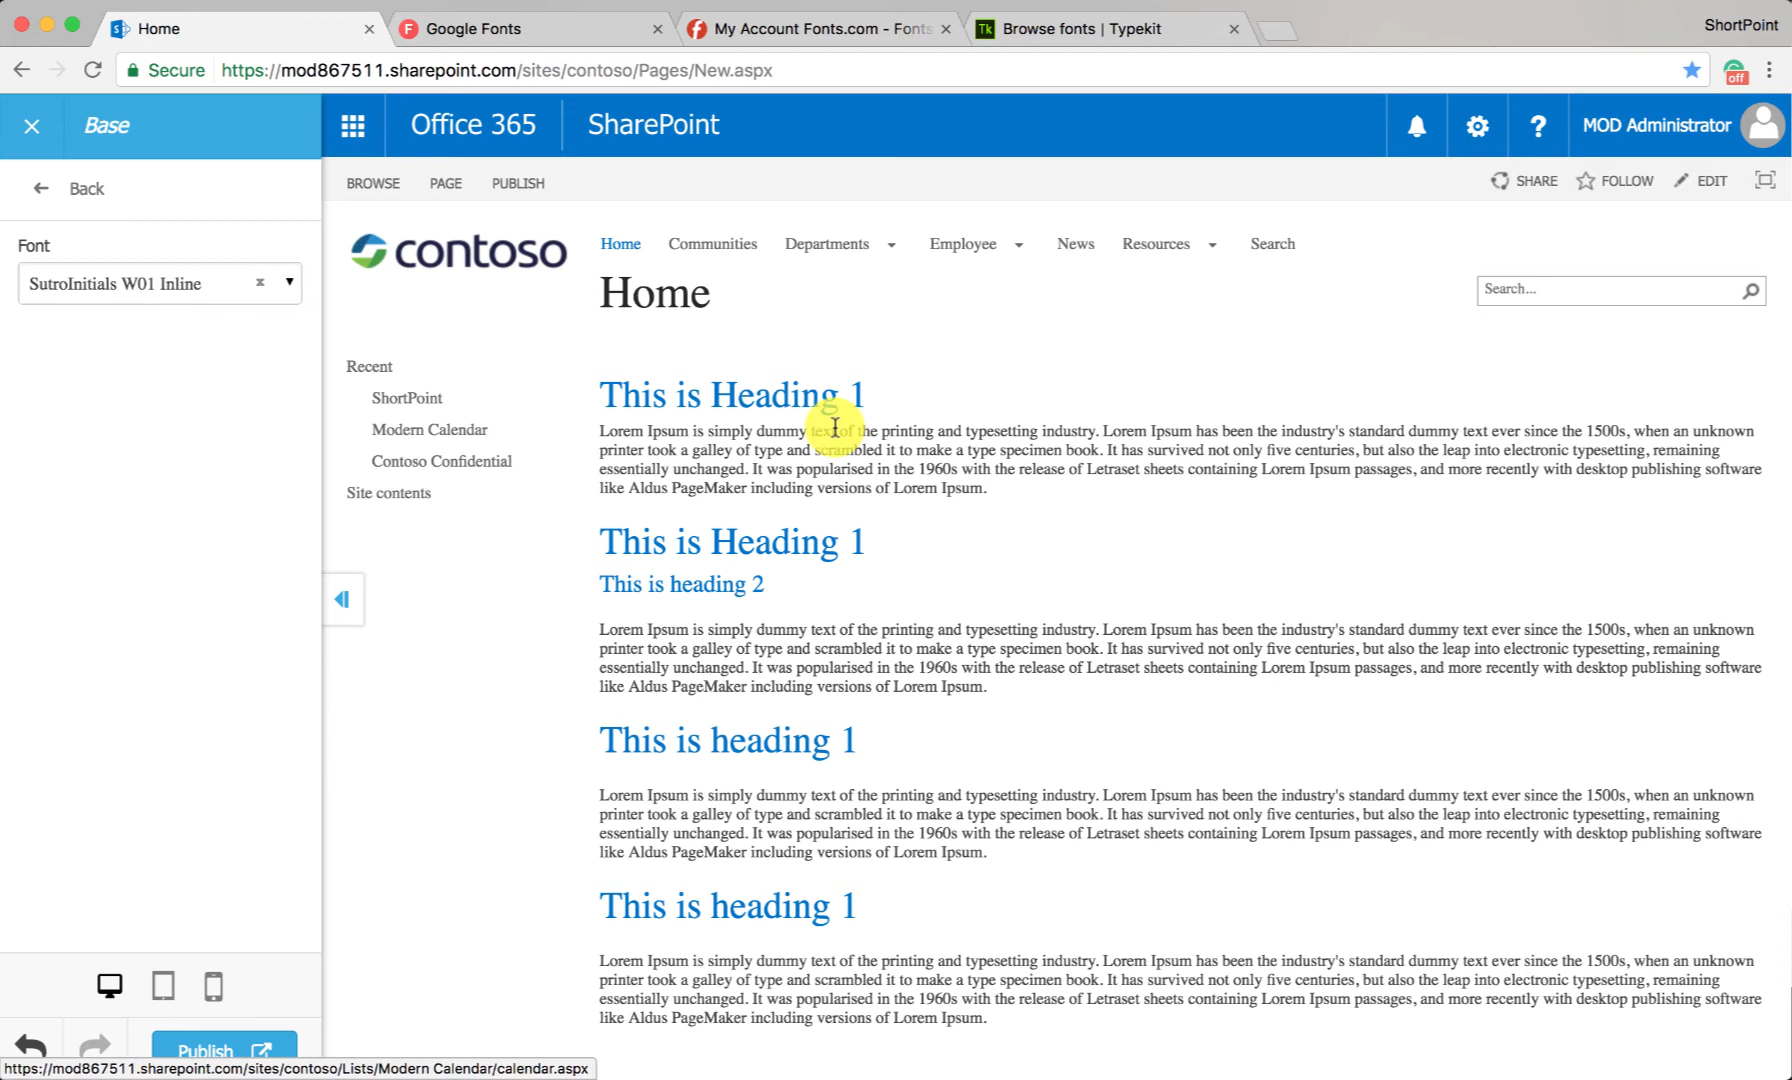 Home
Google Fonts
My Account Fonts.com - Fonts
Browse fonts | Typekit
ShortPoint
Secure
https://mod867511.sharepoint.com/sites/contoso/Pages/New.aspx
off
Base
Office 365
SharePoint
?
MOD Administrator
Back
BROWSE
PAGE
PUBLISH
SHARE
FOLLOW
EDIT
Font
SutroInitials W01 Inline
contoso
Home
Communities
Departments
Employee
News
Resources
Search
Home
Search...
Recent
ShortPoint
Modern Calendar
Contoso Confidential
Site contents
This is Heading 1
Lorem Ipsum is simply dummy text of the printing and typesetting industry. Lorem Ipsum has been the industry's standard dummy text ever since the 1500s, when an unknown
printer took a galley of type and scrambled it to make a type specimen book. It has survived not only five centuries, but also the leap into electronic typesetting, remaining
essentially unchanged. It was popularised in the 1960s with the release of Letraset sheets containing Lorem Ipsum passages, and more recently with desktop publishing software
like Aldus PageMaker including versions of Lorem Ipsum.
This is Heading 1
This is heading 2
Lorem Ipsum is simply dummy text of the printing and typesetting industry. Lorem Ipsum has been the industry's standard dummy text ever since the 1500s, when an unknown
printer took a galley of type and scrambled it to make a type specimen book. It has survived not only five centuries, but also the leap into electronic typesetting, remaining
essentially unchanged. It was popularised in the 1960s with the release of Letraset sheets containing Lorem Ipsum passages, and more recently with desktop publishing software
like Aldus PageMaker including versions of Lorem Ipsum.
This is heading 1
Lorem Ipsum is simply dummy text of the printing and typesetting industry. Lorem Ipsum has been the industry's standard dummy text ever since the 1500s, when an unknown
printer took a galley of type and scrambled it to make a type specimen book. It has survived not only five centuries, but also the leap into electronic typesetting, remaining
essentially unchanged. It was popularised in the 1960s with the release of Letraset sheets containing Lorem Ipsum passages, and more recently with desktop publishing software
like Aldus PageMaker including versions of Lorem Ipsum.
This is heading 1
Lorem Ipsum is simply dummy text of the printing and typesetting industry. Lorem Ipsum has been the industry's standard dummy text ever since the 1500s, when an unknown
printer took a galley of type and scrambled it to make a type specimen book. It has survived not only five centuries, but also the leap into electronic typesetting, remaining
essentially unchanged. It was popularised in the 1960s with the release of Letraset sheets containing Lorem Ipsum passages, and more recently with desktop publishing software
like Aldus PageMaker including versions of Lorem Ipsum.
Publish
https://mod867511.sharepoint.com/sites/contoso/Lists/Modern Calendar/calendar.aspx